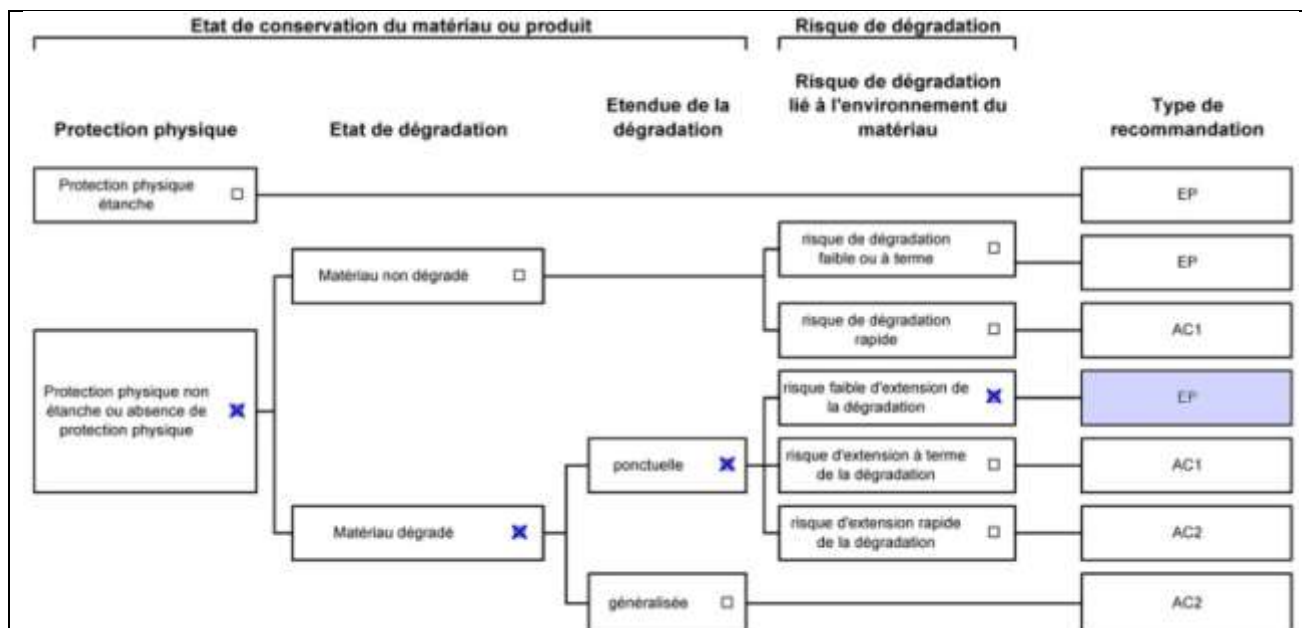 Etat de conservation du matériau ou produit
Risque de dégradation
Protection physique
Etat de dégradation
Etendue de la
dégradation
Risque de dégradation
lié à l'environnement du
matériau
Type de
recommandation
Protection physique
étanche
EP
Matériau non dégradé
risque de dégradation
faible ou à terme
EP
risque de dégradation
rapide
AC1
Protection physique non
étanche ou absence de
protection physique
risque faible d'extension de
la dégradation
EP
ponctuelle
risque d'extension à terme
de la dégradation
AC1
Matériau dégradé
risque d'extension rapide
de la dégradation
AC2
généralisée
AC2